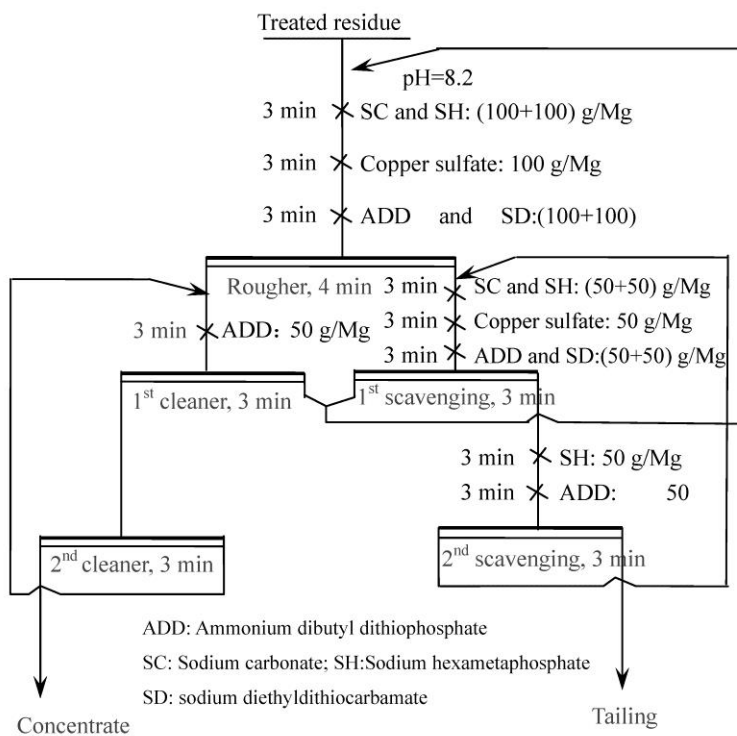 Treated residue
pH=8.2
3 min SC and SH: (100+100) g/Mg
3 min Copper sulfate: 100 g/Mg
3 min ADD and SD:(100+100)
Rougher, 4 min
3 min SC and SH: (50+50) g/Mg
3 min Copper sulfate: 50 g/Mg
3 min ADD and SD:(50+50) g/Mg
3 min ADD: 50 g/Mg
1st cleaner, 3 min
1st scavenging, 3 min
3 min SH: 50 g/Mg
3 min ADD: 50
2nd cleaner, 3 min
2nd scavenging, 3 min
ADD: Ammonium dibutyl dithiophosphate
SC: Sodium carbonate; SH:Sodium hexametaphosphate
SD: sodium diethyldithiocarbamate
Concentrate
Tailing